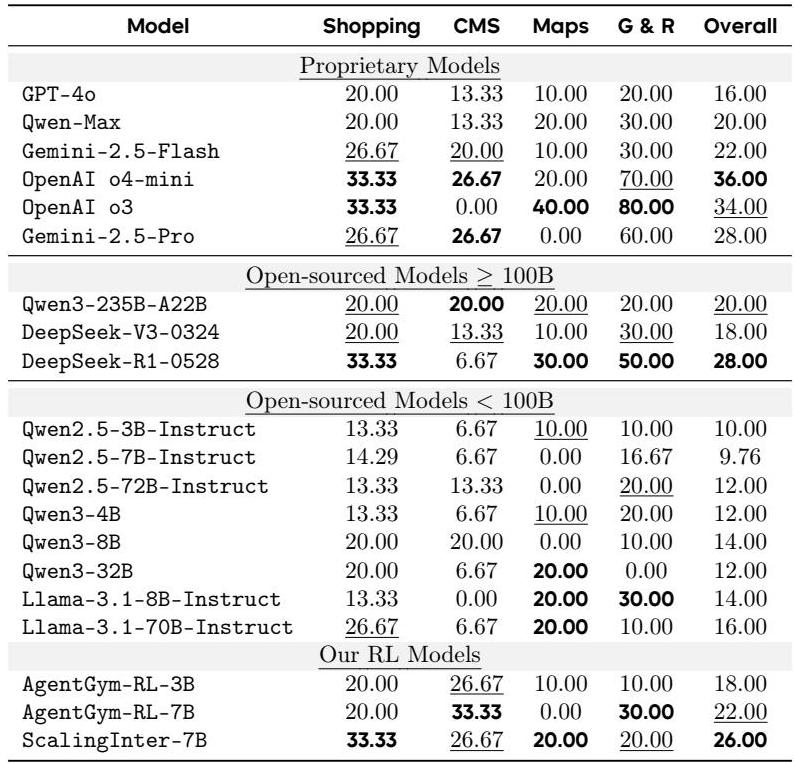 Model Shopping CMS Maps G & R Overall
Proprietary Models
GPT-4o 20.00 13.33 10.00 20.00 16.00
Qwen-Max 20.00 13.33 20.00 30.00 20.00
Gemini-2.5-Flash 26.67 20.00 10.00 30.00 22.00
OpenAI o4-mini 33.33 26.67 20.00 70.00 36.00
OpenAI o3 33.33 0.00 40.00 80.00 34.00
Gemini-2.5-Pro 26.67 26.67 0.00 60.00 28.00
Open-sourced Models ≥ 100B
Qwen3-235B-A22B 20.00 20.00 20.00 20.00 20.00
DeepSeek-V3-0324 20.00 13.33 10.00 30.00 18.00
DeepSeek-R1-0528 33.33 6.67 30.00 50.00 28.00
Open-sourced Models < 100B
Qwen2.5-3B-Instruct 13.33 6.67 10.00 10.00 10.00
Qwen2.5-7B-Instruct 14.29 6.67 0.00 16.67 9.76
Qwen2.5-72B-Instruct 13.33 13.33 0.00 20.00 12.00
Qwen3-4B 13.33 6.67 10.00 20.00 12.00
Qwen3-8B 20.00 20.00 0.00 10.00 14.00
Qwen3-32B 20.00 6.67 20.00 0.00 12.00
Llama-3.1-8B-Instruct 13.33 0.00 20.00 30.00 14.00
Llama-3.1-70B-Instruct 26.67 6.67 20.00 10.00 16.00
Our RL Models
AgentGym-RL-3B 20.00 26.67 10.00 10.00 18.00
AgentGym-RL-7B 20.00 33.33 0.00 30.00 22.00
ScalingInter-7B 33.33 26.67 20.00 20.00 26.00